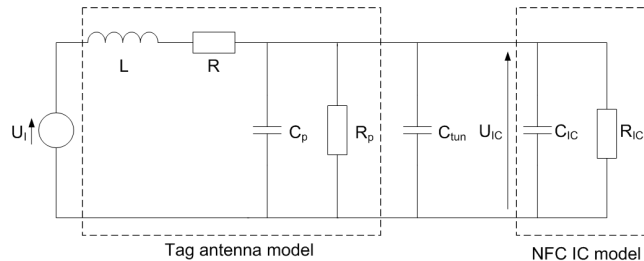 L
R
U_I
C_p
R_p
C_tun
U_IC
C_IC
R_IC
Tag antenna model
NFC IC model